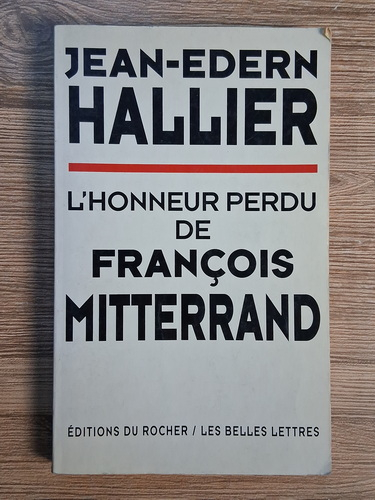 JEAN-EDERN
HALLIER
L'HONNEUR PERDU
DE
FRANÇOIS
MITTERRAND
ÉDITIONS DU ROCHER / LES BELLES LETTRES